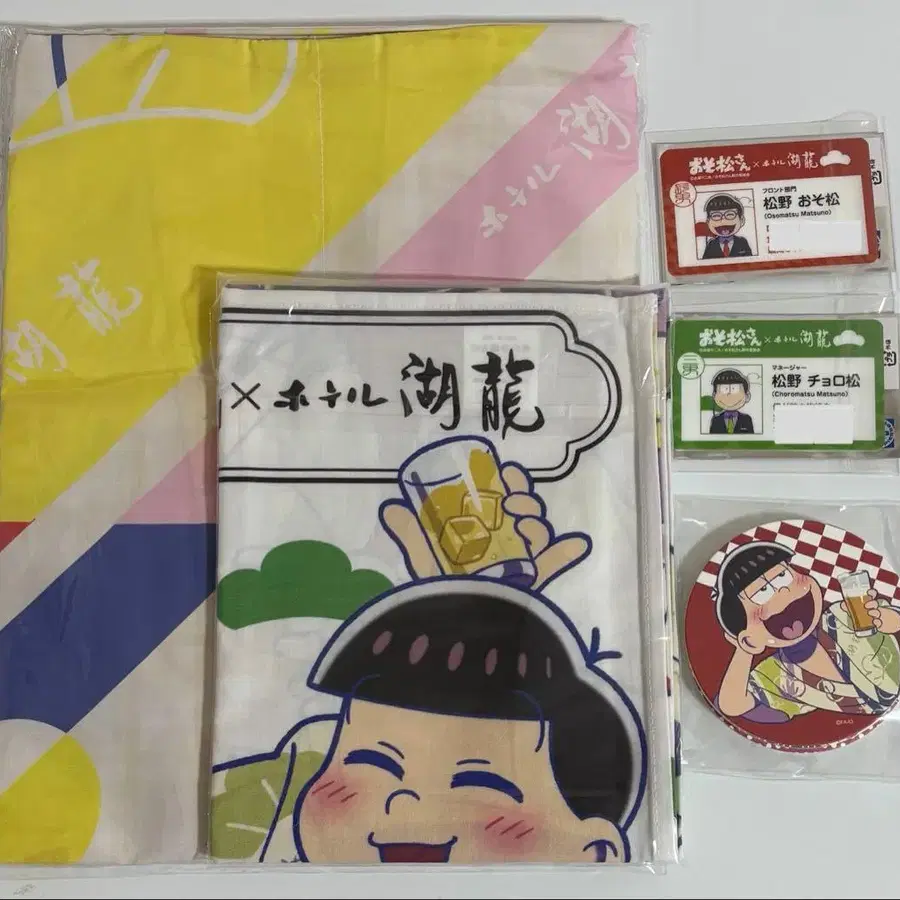 ホテル 湖
湖龍
× ホテル 湖龍
おそ松さん × ホテル 湖龍
フロント部門
松野 おそ松
(Osomatsu Matsuno)
おそ松さん × ホテル 湖龍
マネージャー
松野 チョロ松
(Choromatsu Matsuno)